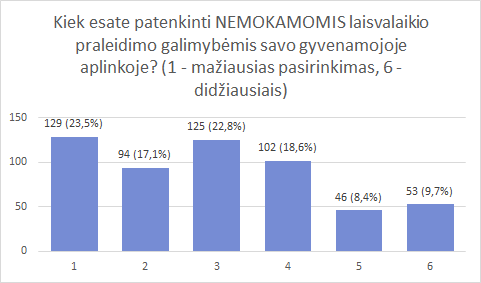 Kiek esate patenkinti NEMOKAMOMIS laisvalaikio
praleidimo galimybėmis savo gyvenamojoje
aplinkoje? (1 - mažiausias pasirinkimas, 6 -
didžiausiais)
150
100
50
0
129 (23,5%)
94 (17,1%)
125 (22,8%)
102 (18,6%)
46 (8,4%)
53 (9,7%)
1 2 3 4 5 6